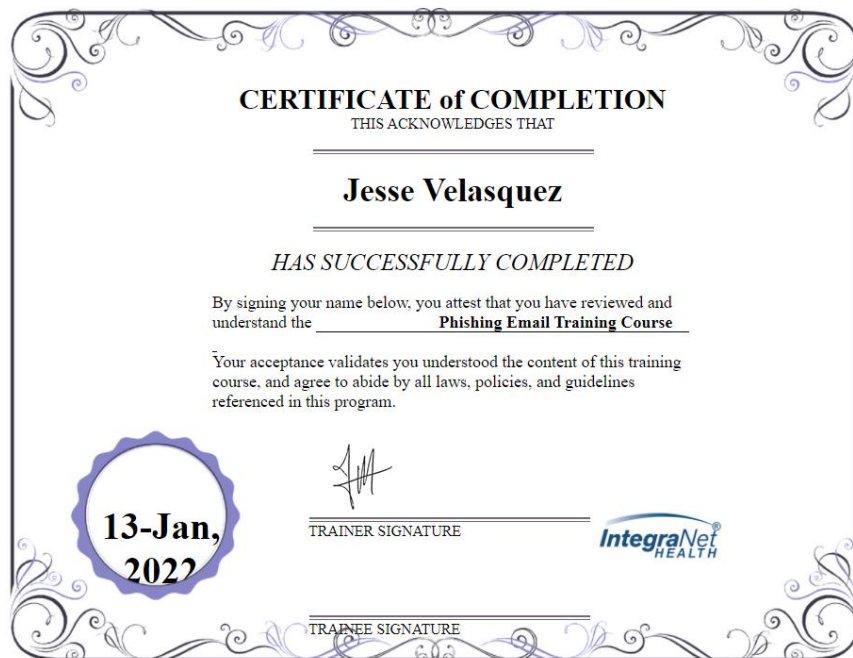 CERTIFICATE of COMPLETION
THIS ACKNOWLEDGES THAT
Jesse Velasquez
HAS SUCCESSFULLY COMPLETED
By signing your name below, you attest that you have reviewed and
understand the Phishing Email Training Course
Your acceptance validates you understood the content of this training
course, and agree to abide by all laws, policies, and guidelines
referenced in this program.
13-Jan,
2022
TRAINER SIGNATURE
IntegraNet®
HEALTH
TRAINEE SIGNATURE